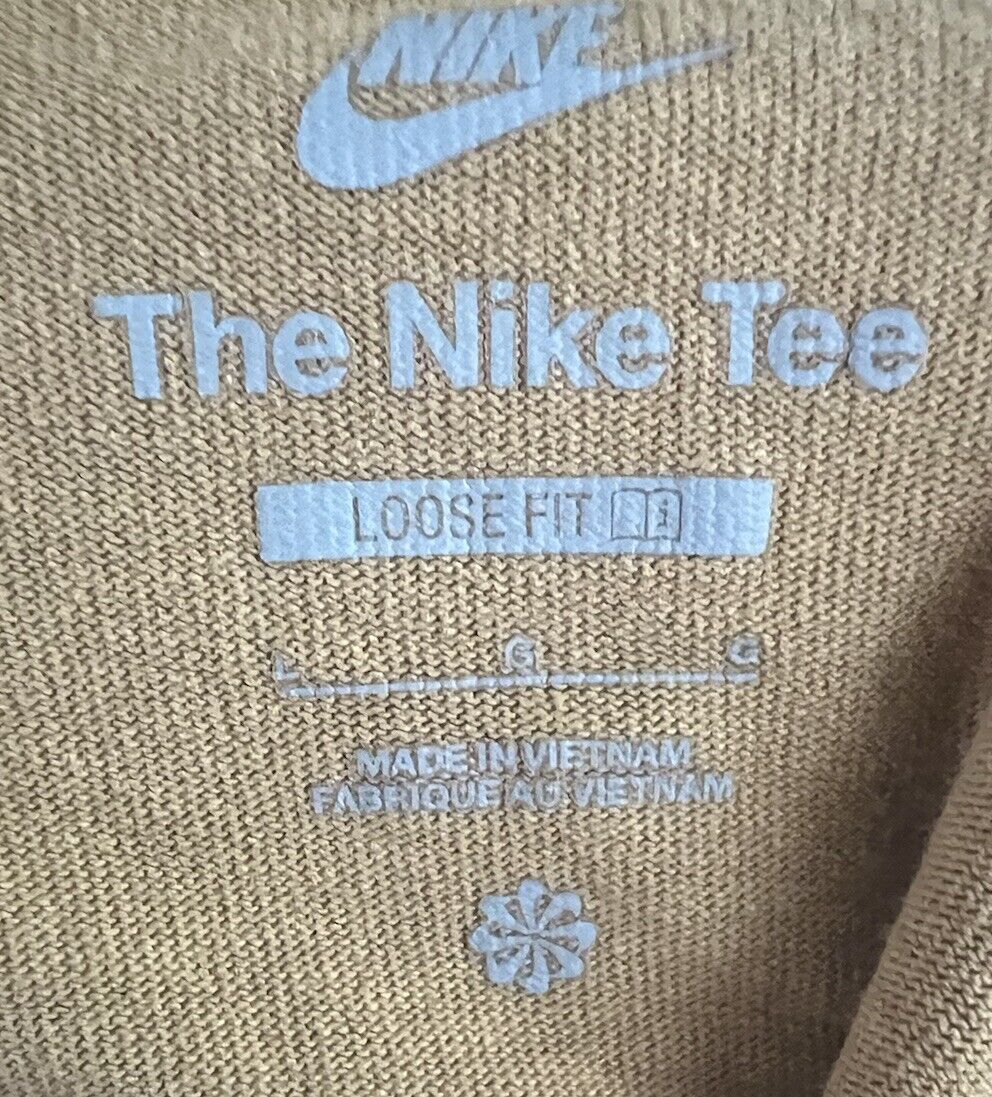 NIKE
The Nike Tee
LOOSE FIT
L G G
MADE IN VIETNAM
FABRIQUE AU VIETNAM